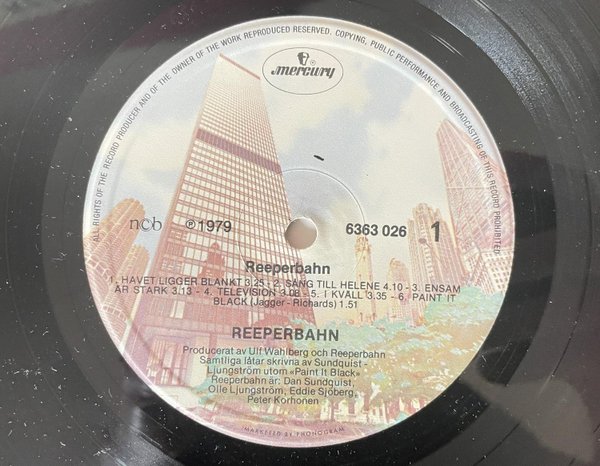 ALL RIGHTS OF THE RECORD PRODUCER AND OF THE OWNER OF THE WORK REPRODUCED RESERVED. COPYING, PUBLIC PERFORMANCE AND BROADCASTING OF THIS RECORD PROHIBITED
mercury
ncb ℗1979 6363 026 1
Reeperbahn
1. HAVET LIGGER BLANKT 3.25 - 2. SÅNG TILL HELENE 4.10 - 3. ENSAM
ÄR STARK 3.13 - 4. TELEVISION 3.08 - 5. I KVÄLL 3.35 - 6. PAINT IT
BLACK (Jagger - Richards) 1.51
REEPERBAHN
Producerat av Ulf Wahlberg och Reeperbahn
Samtliga låtar skrivna av Sundquist -
Ljungström utom «Paint It Black»
Reeperbahn är: Dan Sundquist,
Olle Ljungström, Eddie Sjöberg,
Peter Korhonen
MARKETED BY PHONOGRAM